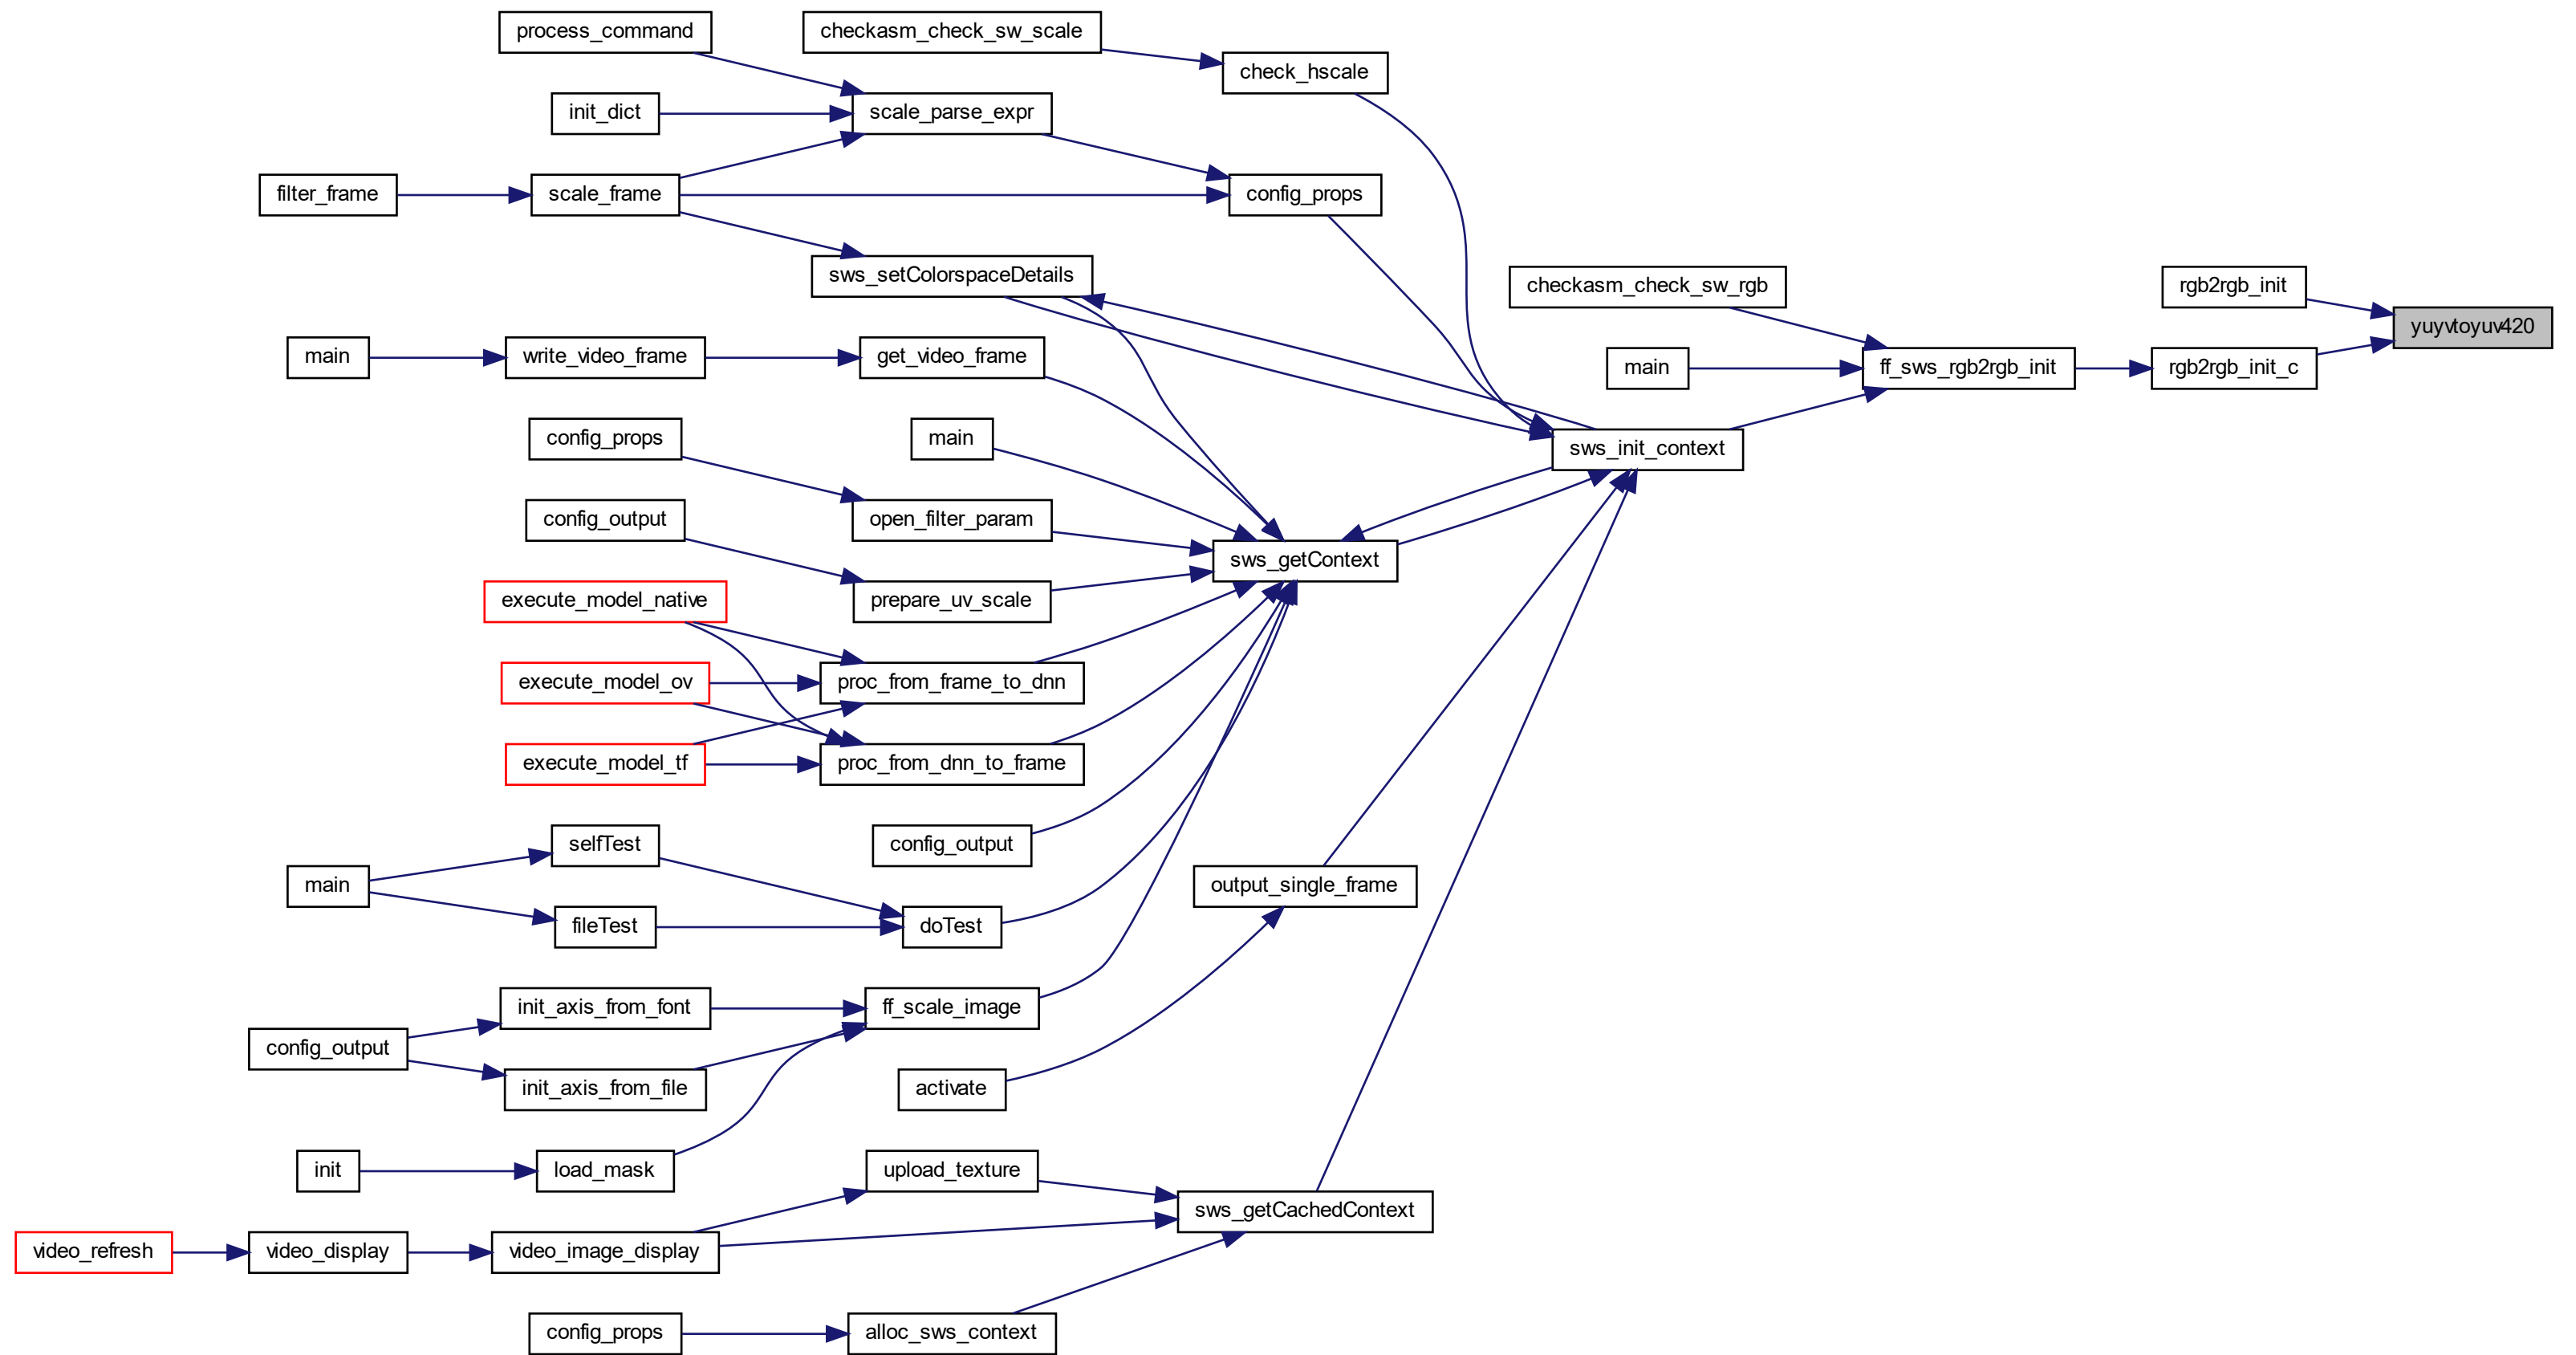 process_command
checkasm_check_sw_scale
check_hscale
init_dict
scale_parse_expr
filter_frame
scale_frame
config_props
sws_setColorspaceDetails
checkasm_check_sw_rgb
rgb2rgb_init
yuyvtoyuv420
main
write_video_frame
get_video_frame
main
ff_sws_rgb2rgb_init
rgb2rgb_init_c
config_props
main
sws_init_context
config_output
open_filter_param
sws_getContext
execute_model_native
prepare_uv_scale
execute_model_ov
proc_from_frame_to_dnn
execute_model_tf
proc_from_dnn_to_frame
selfTest
config_output
main
output_single_frame
fileTest
doTest
init_axis_from_font
ff_scale_image
config_output
init_axis_from_file
activate
init
load_mask
upload_texture
sws_getCachedContext
video_refresh
video_display
video_image_display
config_props
alloc_sws_context